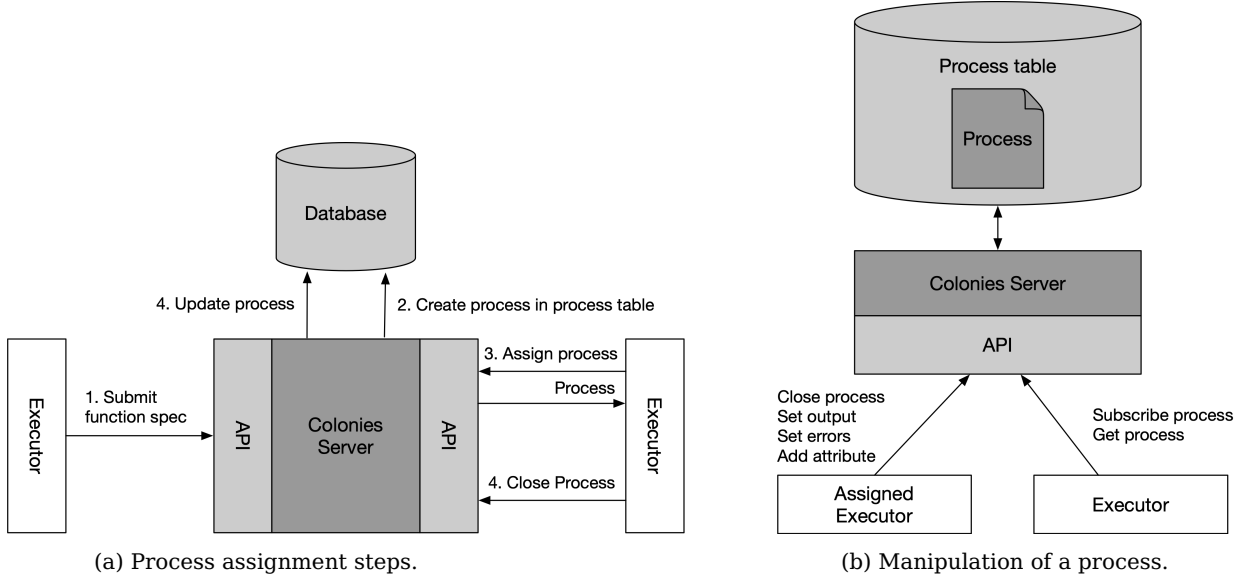 Database
4. Update process
2. Create process in process table
Executor
1. Submit
function spec
API
Colonies
Server
API
3. Assign process
Process
4. Close Process
Executor
(a) Process assignment steps.
Process table
Process
Colonies Server
API
Close process
Set output
Set errors
Add attribute
Subscribe process
Get process
Assigned
Executor
Executor
(b) Manipulation of a process.